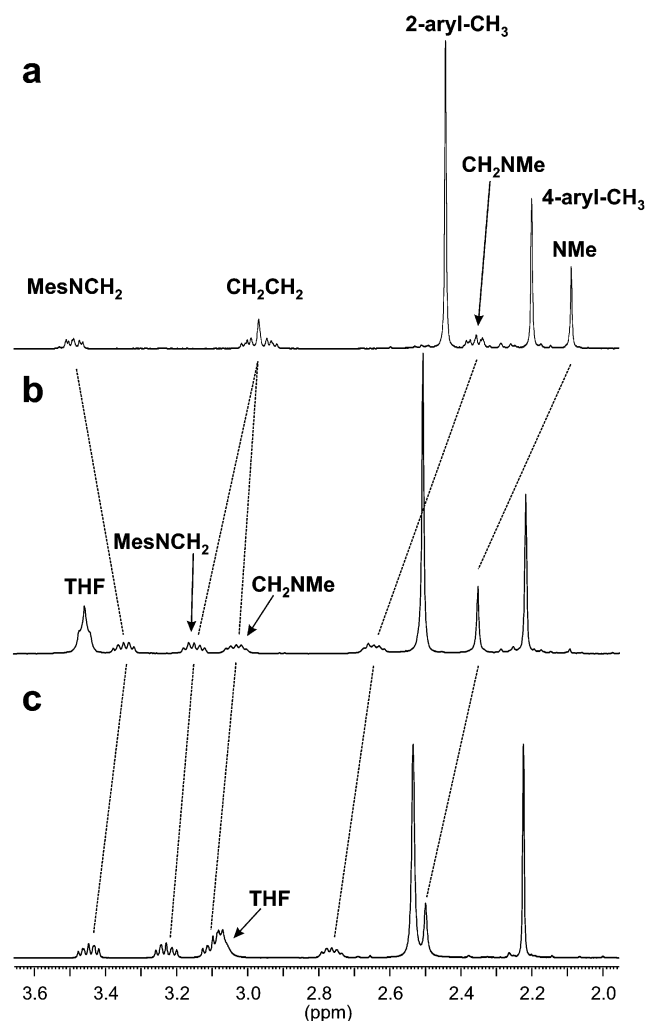 a
2-aryl-CH₃
CH₂NMe
4-aryl-CH₃
NMe
MesNCH₂
CH₂CH₂
b
MesNCH₂
THF
CH₂NMe
c
THF
3.6 3.4 3.2 3.0 2.8 2.6 2.4 2.2 2.0
(ppm)